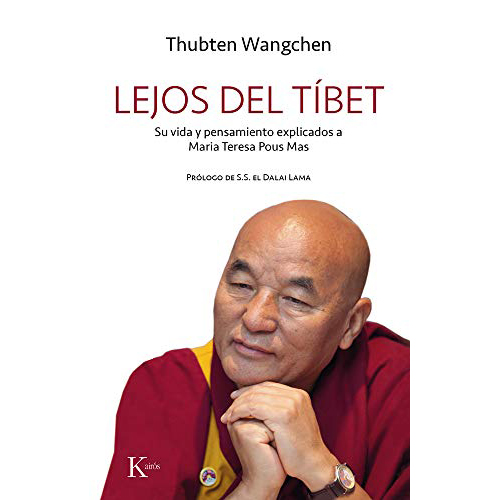 Thubten Wangchen
LEJOS DEL TÍBET
Su vida y pensamiento explicados a
Maria Teresa Pous Mas
Prólogo de S.S. el Dalai Lama
Kairós